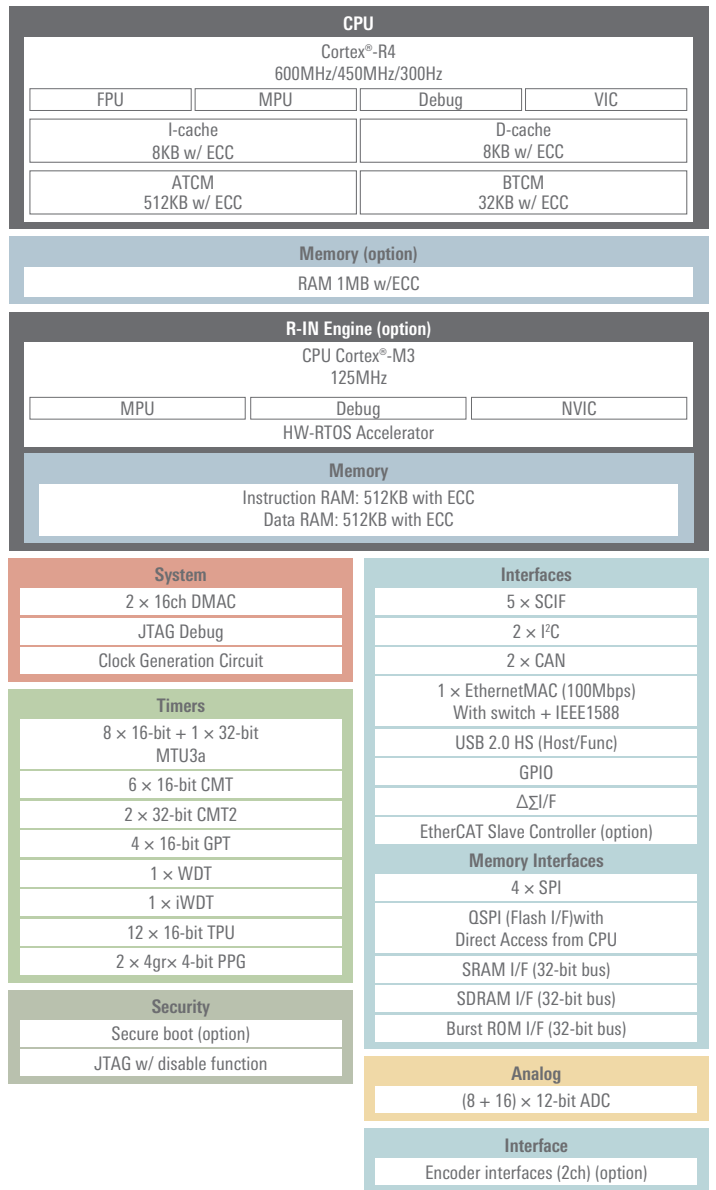 CPU
Cortex®-R4
600MHz/450MHz/300Hz
FPU
MPU
Debug
VIC
I-cache
8KB w/ ECC
D-cache
8KB w/ ECC
ATCM
512KB w/ ECC
BTCM
32KB w/ ECC
Memory (option)
RAM 1MB w/ECC
R-IN Engine (option)
CPU Cortex®-M3
125MHz
MPU
Debug
NVIC
HW-RTOS Accelerator
Memory
Instruction RAM: 512KB with ECC
Data RAM: 512KB with ECC
System
2 × 16ch DMAC
JTAG Debug
Clock Generation Circuit
Timers
8 × 16-bit + 1 × 32-bit
MTU3a
6 × 16-bit CMT
2 × 32-bit CMT2
4 × 16-bit GPT
1 × WDT
1 × iWDT
12 × 16-bit TPU
2 × 4gr× 4-bit PPG
Security
Secure boot (option)
JTAG w/ disable function
Interfaces
5 × SCIF
2 × I²C
2 × CAN
1 × EthernetMAC (100Mbps)
With switch + IEEE1588
USB 2.0 HS (Host/Func)
GPIO
Δ∑I/F
EtherCAT Slave Controller (option)
Memory Interfaces
4 × SPI
QSPI (Flash I/F)with
Direct Access from CPU
SRAM I/F (32-bit bus)
SDRAM I/F (32-bit bus)
Burst ROM I/F (32-bit bus)
Analog
(8 + 16) × 12-bit ADC
Interface
Encoder interfaces (2ch) (option)